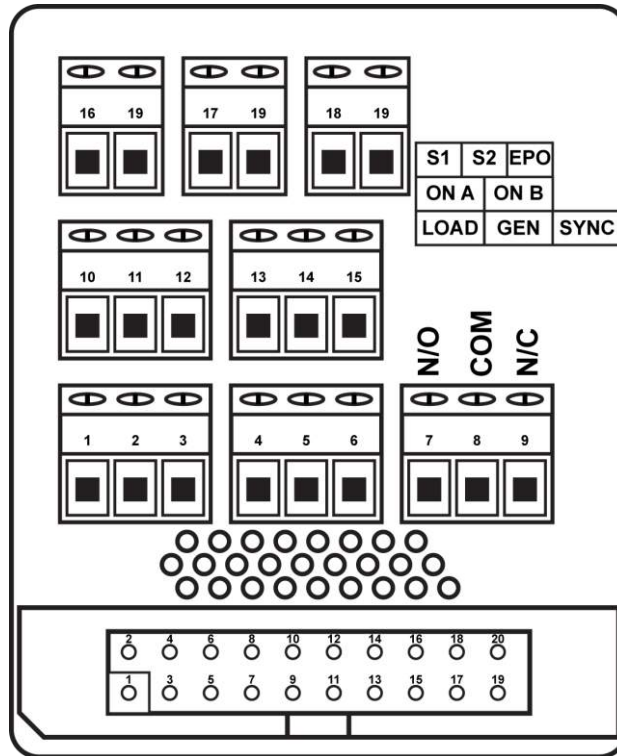 16 19 17 19 18 19
S1 S2 EPO
ON A ON B
LOAD GEN SYNC
10 11 12 13 14 15
N/O COM N/C
1 2 3 4 5 6 7 8 9
2 4 6 8 10 12 14 16 18 20
1 3 5 7 9 11 13 15 17 19